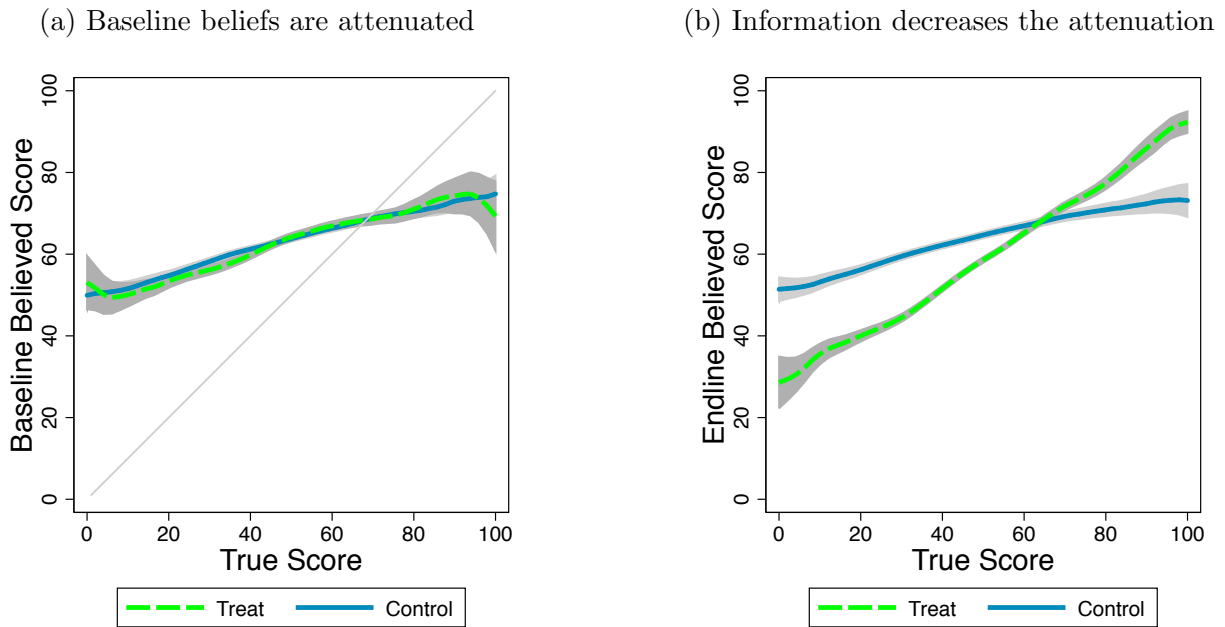 (a) Baseline beliefs are attenuated
Baseline Believed Score
100
80
60
40
20
0
0 20 40 60 80 100
True Score
Treat Control
(b) Information decreases the attenuation
Endline Believed Score
100
80
60
40
20
0
0 20 40 60 80 100
True Score
Treat Control